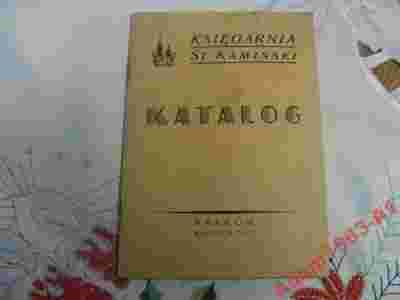 KSIĘGARNIA
ST. KAMIŃSKI
KATALOG
KRAKÓW